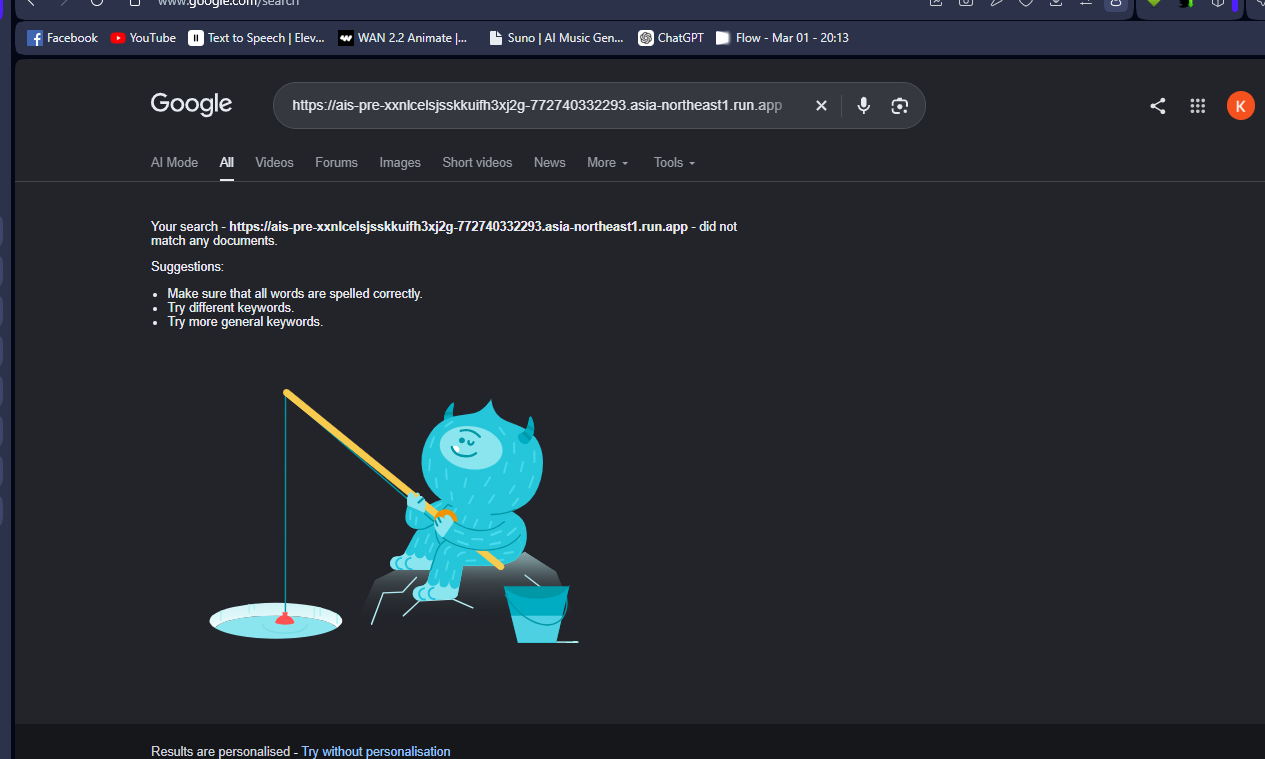 www.google.com/search
Facebook YouTube Text to Speech | Elev... WAN 2.2 Animate |... Suno | AI Music Gen... ChatGPT Flow - Mar 01 - 20:13
Google https://ais-pre-xxnlcelsjsskkuifh3xj2g-772740332293.asia-northeast1.run.app K
AI Mode All Videos Forums Images Short videos News More Tools
Your search - https://ais-pre-xxnlcelsjsskkuifh3xj2g-772740332293.asia-northeast1.run.app - did not
match any documents.
Suggestions:
• Make sure that all words are spelled correctly.
• Try different keywords.
• Try more general keywords.
Results are personalised - Try without personalisation